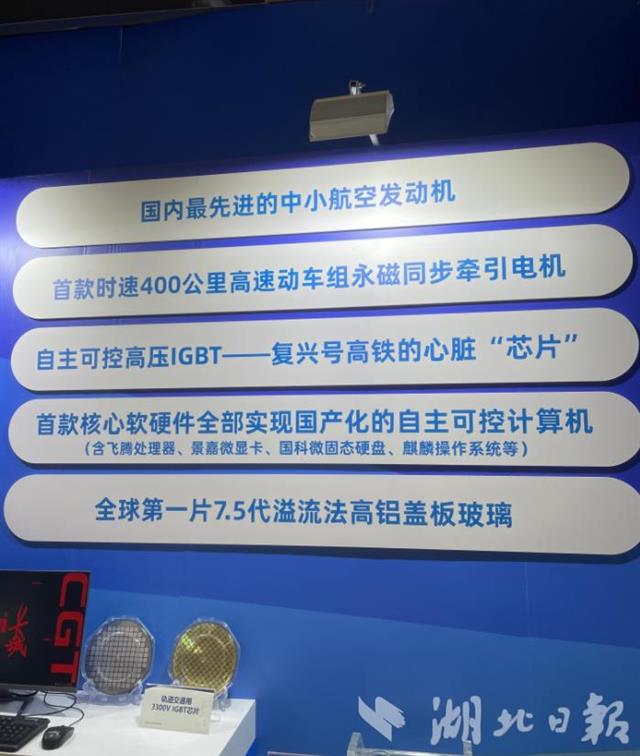 国内最先进的中小航空发动机
首款时速400公里高速动车组永磁同步牵引电机
自主可控高压IGBT——复兴号高铁的心脏“芯片”
首款核心软硬件全部实现国产化的自主可控计算机
（含飞腾处理器、景嘉微显卡、国科微固态硬盘、麒麟操作系统等）
全球第一片7.5代溢流法高铝盖板玻璃
CGT
轨道交通用
3300V IGBT芯片
湖北日报